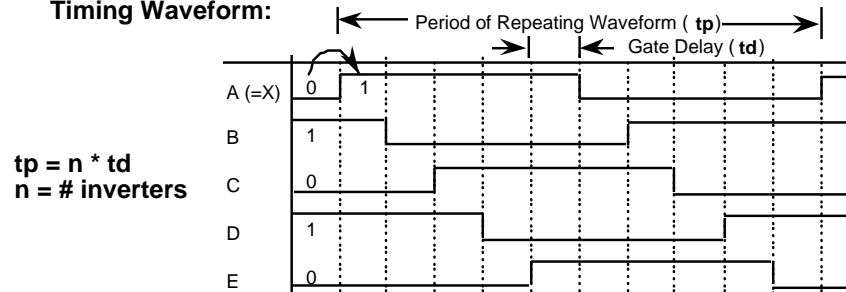 Timing Waveform:
Period of Repeating Waveform ( tp)
Gate Delay ( td)
A (=X) 0 1
B 1
tp = n * td
n = # inverters
C 0
D 1
E 0